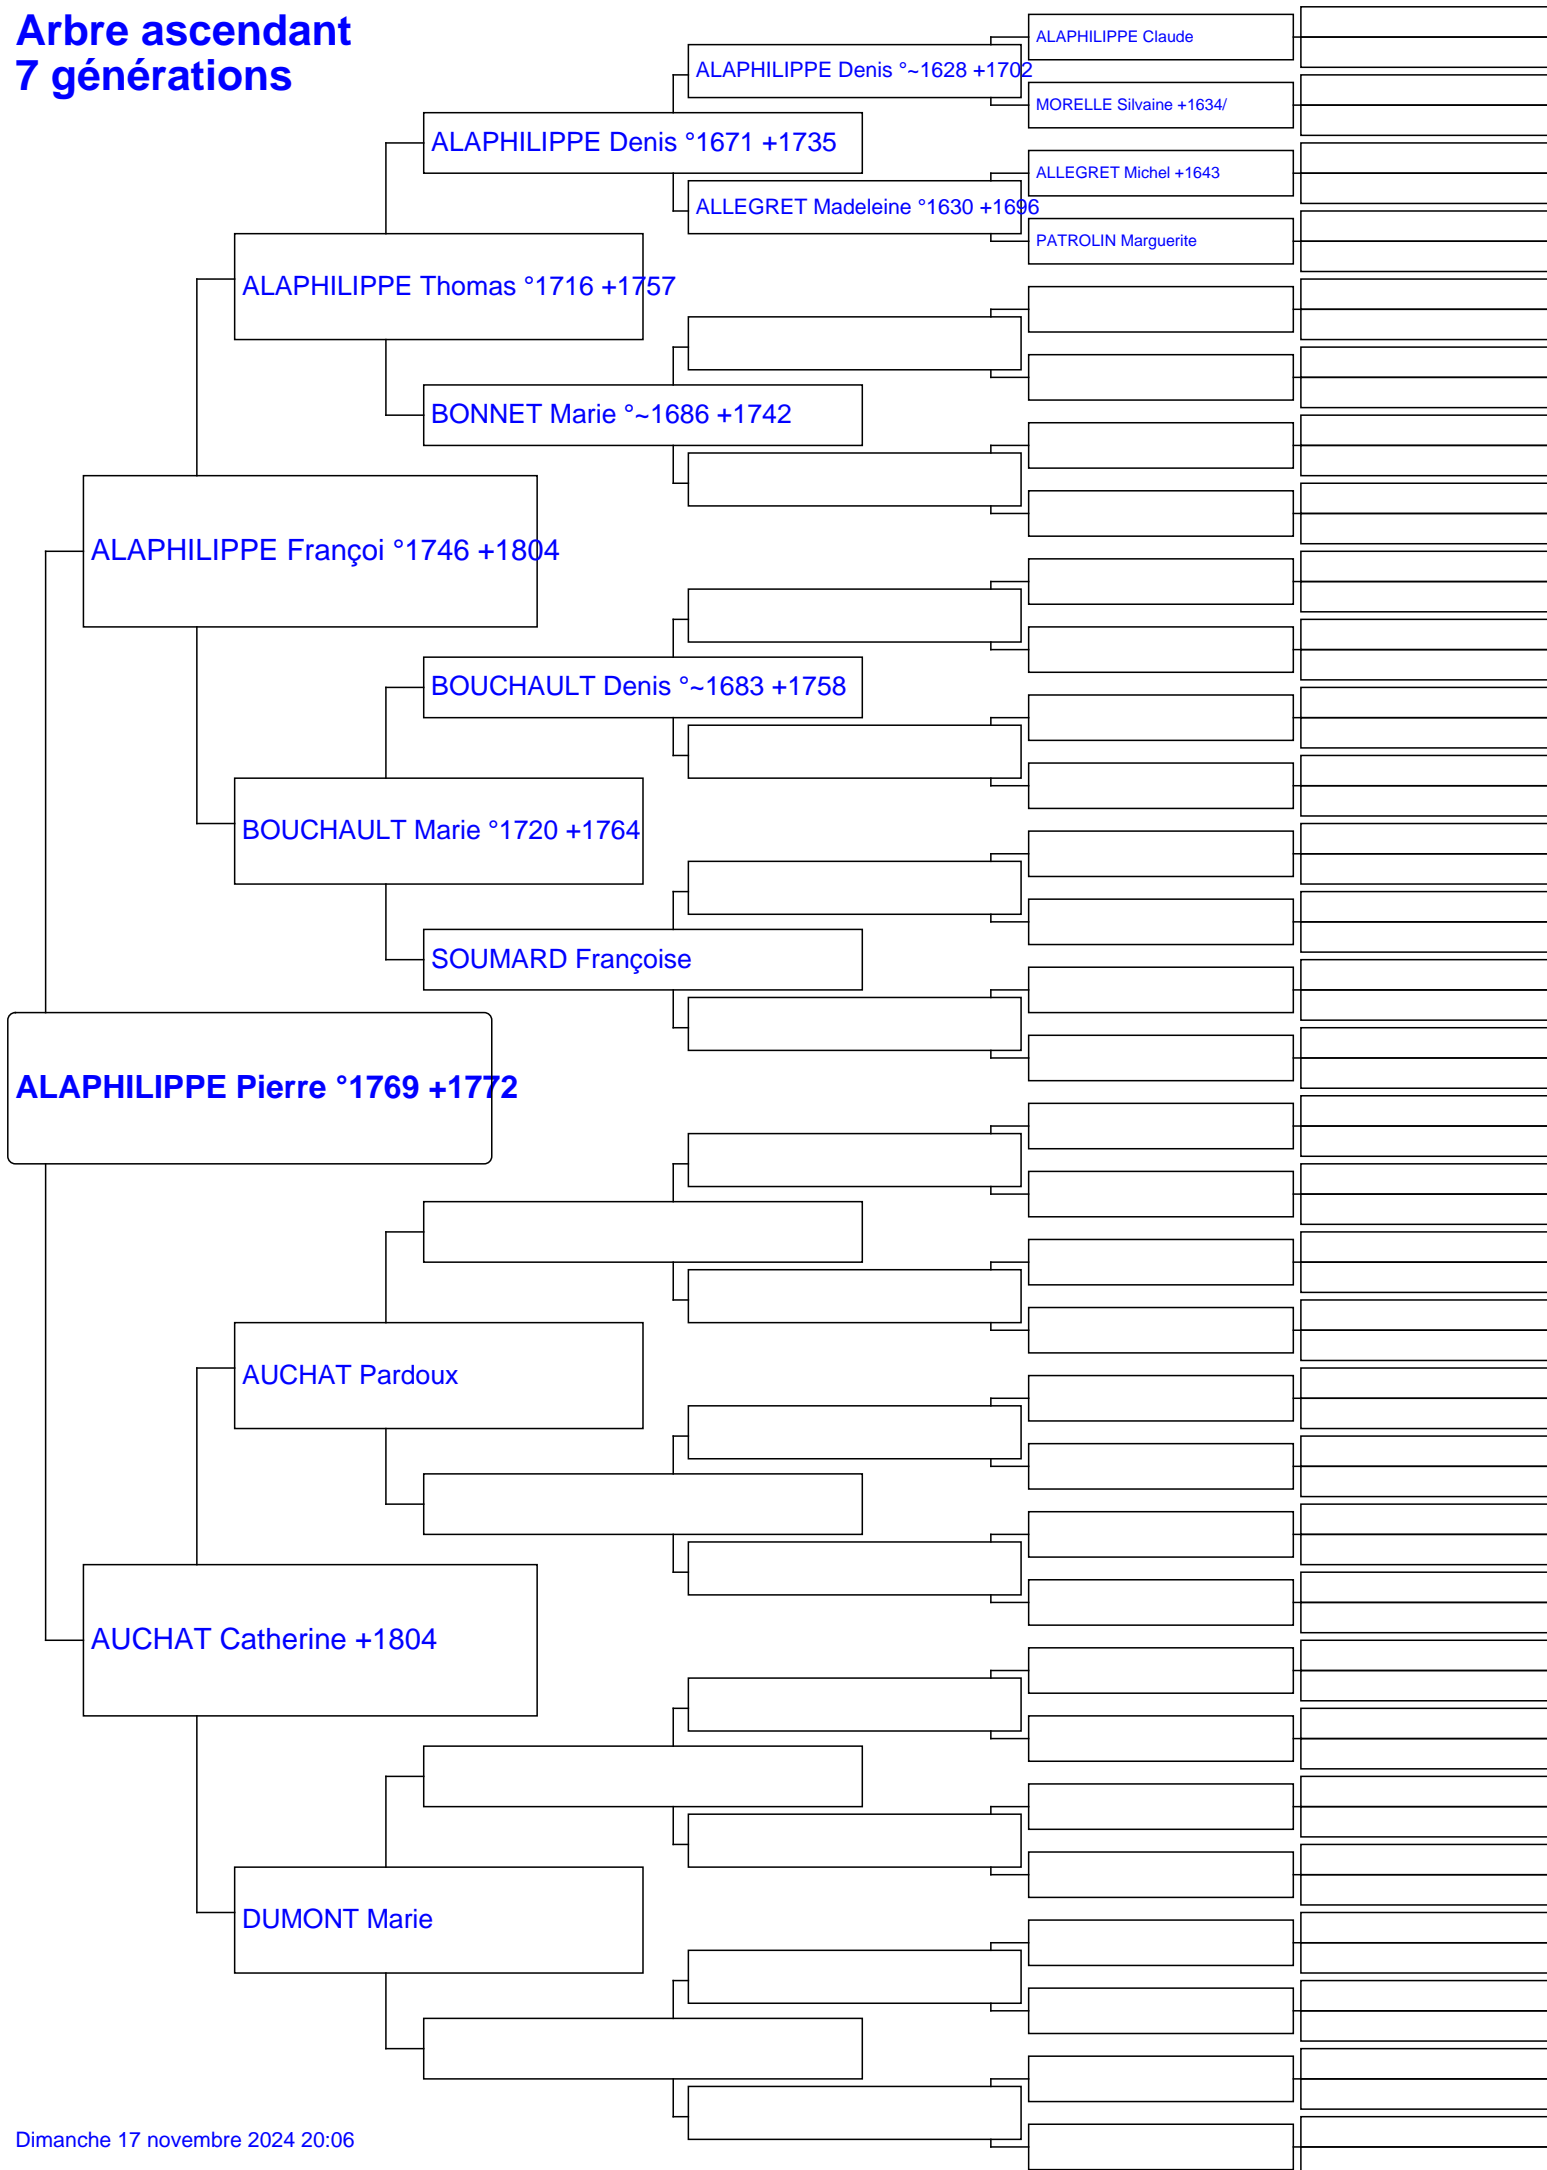 Arbre ascendant
7 générations
ALAPHILIPPE Claude
ALAPHILIPPE Denis °~1628 +1702
MORELLE Silvaine +1634/
ALAPHILIPPE Denis °1671 +1735
ALLEGRET Michel +1643
ALLEGRET Madeleine °1630 +1696
PATROLIN Marguerite
ALAPHILIPPE Thomas °1716 +1757
BONNET Marie °~1686 +1742
ALAPHILIPPE Françoi °1746 +1804
BOUCHAULT Denis °~1683 +1758
BOUCHAULT Marie °1720 +1764
SOUMARD Françoise
ALAPHILIPPE Pierre °1769 +1772
AUCHAT Pardoux
AUCHAT Catherine +1804
DUMONT Marie
Dimanche 17 novembre 2024 20:06